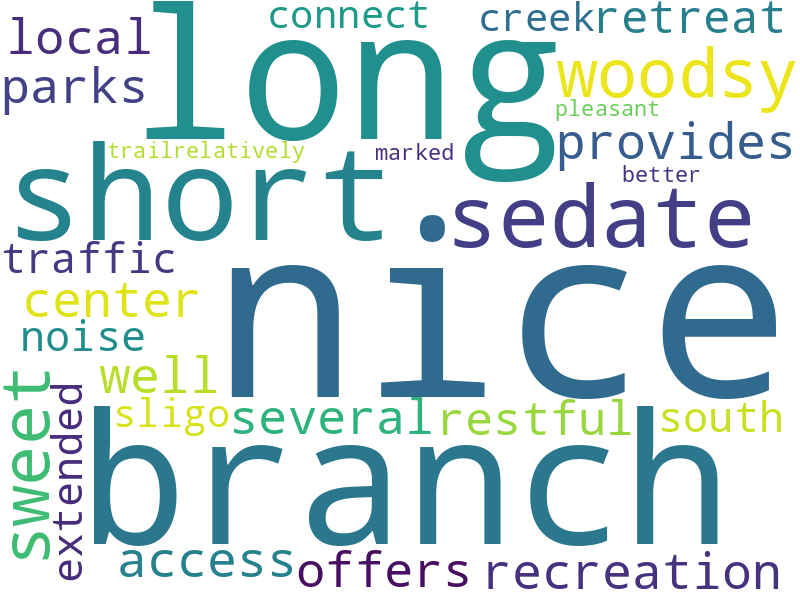 connect
creek
retreat
local
long
woodsy
parks
pleasant
trailrelatively
marked
provides
short
better
sedate
traffic
nice
center
noise
well
sweet
extended
sligo
several
restful
south
branch
access
offers
recreation